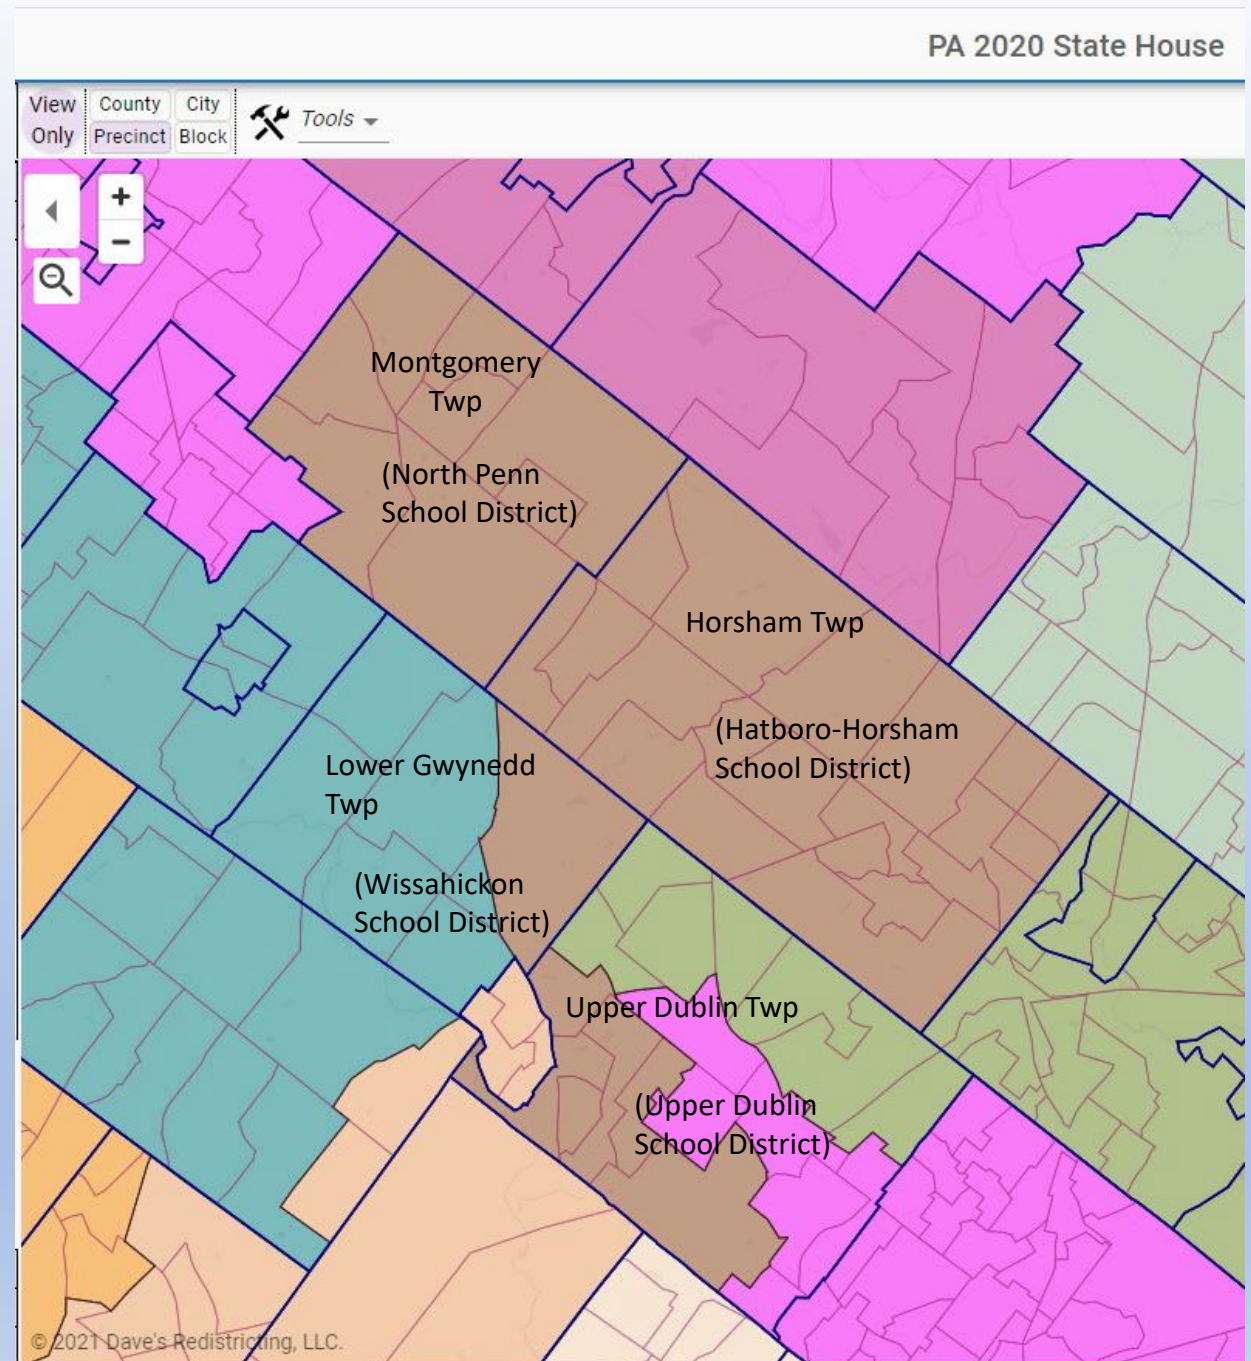 PA 2020 State House
View
Only
County
City
Precinct
Block
Tools
+
−
Montgomery
Twp
(North Penn
School District)
Horsham Twp
(Hatboro-Horsham
School District)
Lower Gwynedd
Twp
(Wissahickon
School District)
Upper Dublin Twp
(Upper Dublin
School District)
© 2021 Dave's Redistricting, LLC.